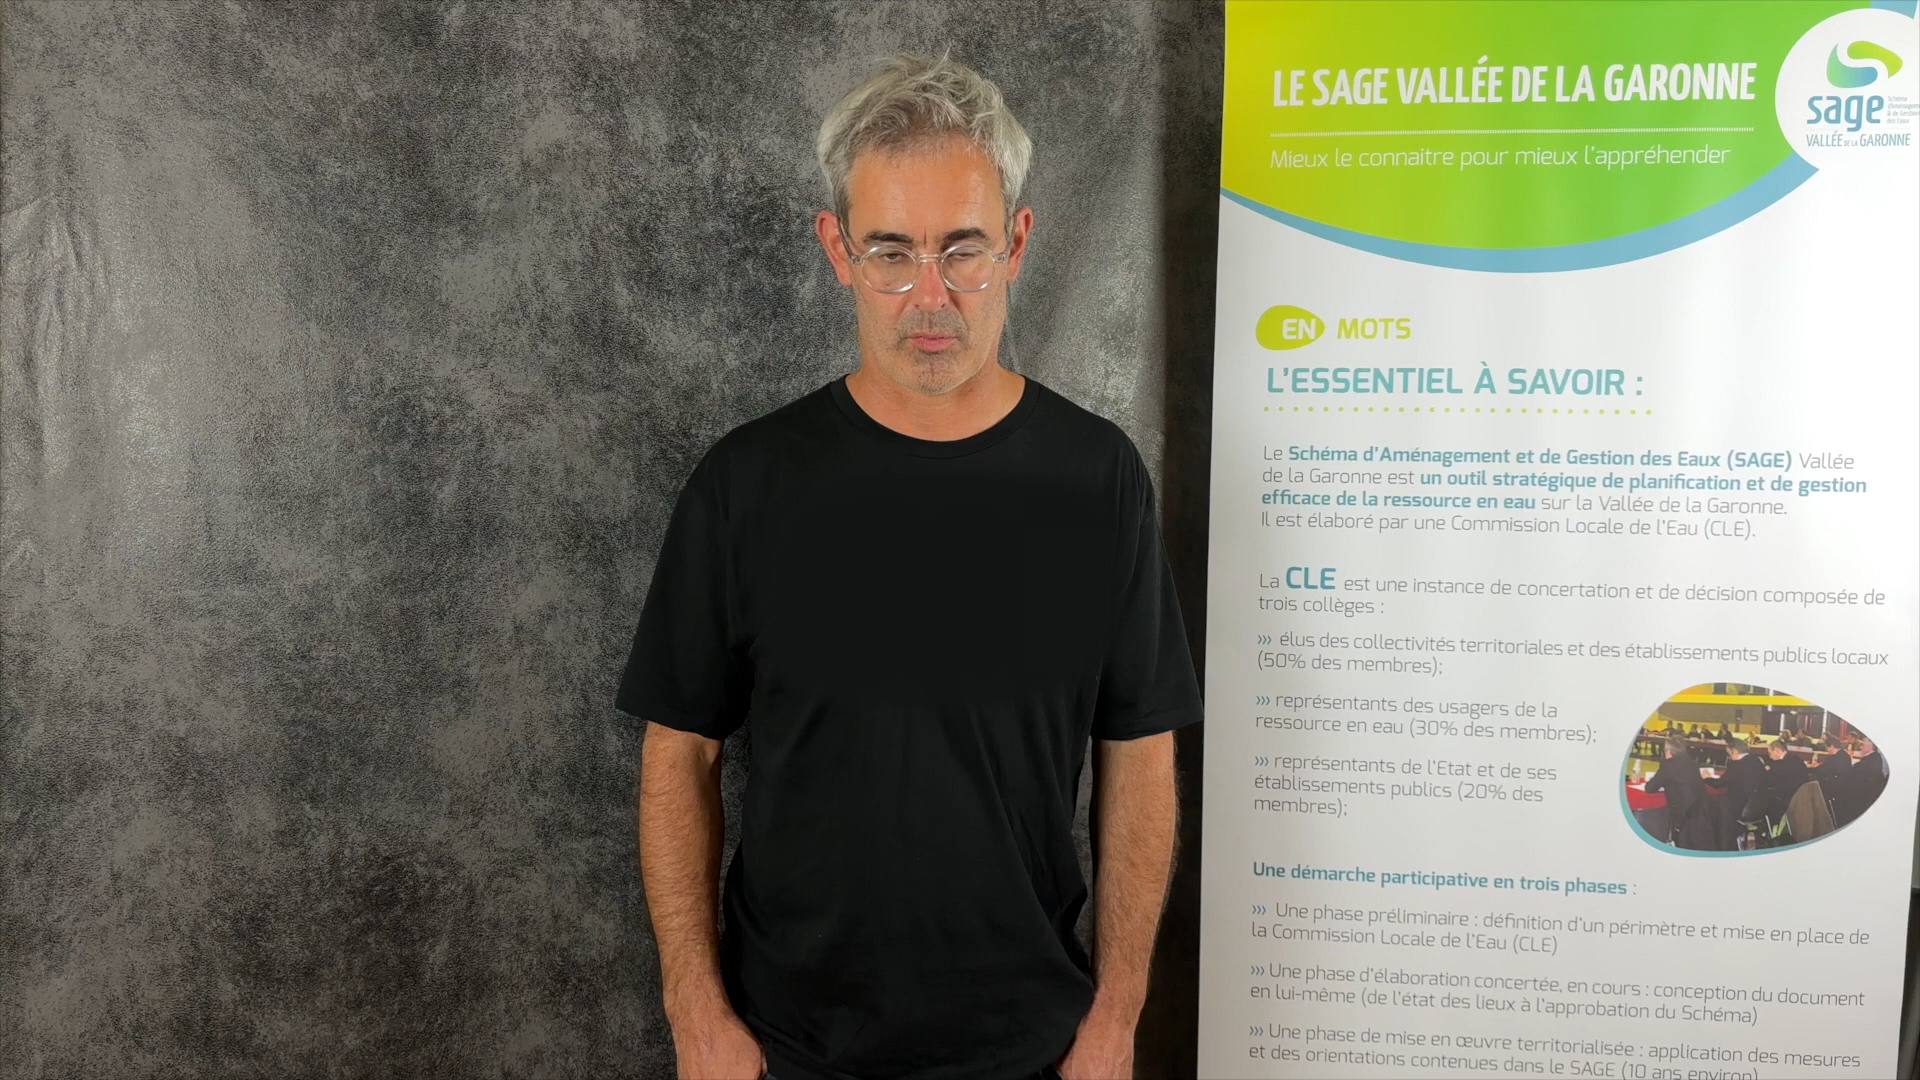 LE SAGE VALLÉE DE LA GARONNE
Mieux le connaitre pour mieux l'appréhender
sage
VALLÉE DE LA GARONNE
EN MOTS
L'ESSENTIEL À SAVOIR :
Le Schéma d'Aménagement et de Gestion des Eaux (SAGE) Vallée
de la Garonne est un outil stratégique de planification et de gestion
efficace de la ressource en eau sur la Vallée de la Garonne.
Il est élaboré par une Commission Locale de l'Eau (CLE).
La CLE est une instance de concertation et de décision composée de
trois collèges :
››› élus des collectivités territoriales et des établissements publics locaux
(50% des membres);
››› représentants des usagers de la
ressource en eau (30% des membres);
››› représentants de l'Etat et de ses
établissements publics (20% des
membres);
Une démarche participative en trois phases :
››› Une phase préliminaire : définition d'un périmètre et mise en place de
la Commission Locale de l'Eau (CLE)
››› Une phase d'élaboration concertée, en cours : conception du document
en lui-même (de l'état des lieux à l'approbation du Schéma)
››› Une phase de mise en œuvre territorialisée : application des mesures
et des orientations contenues dans le SAGE (10 ans environ)